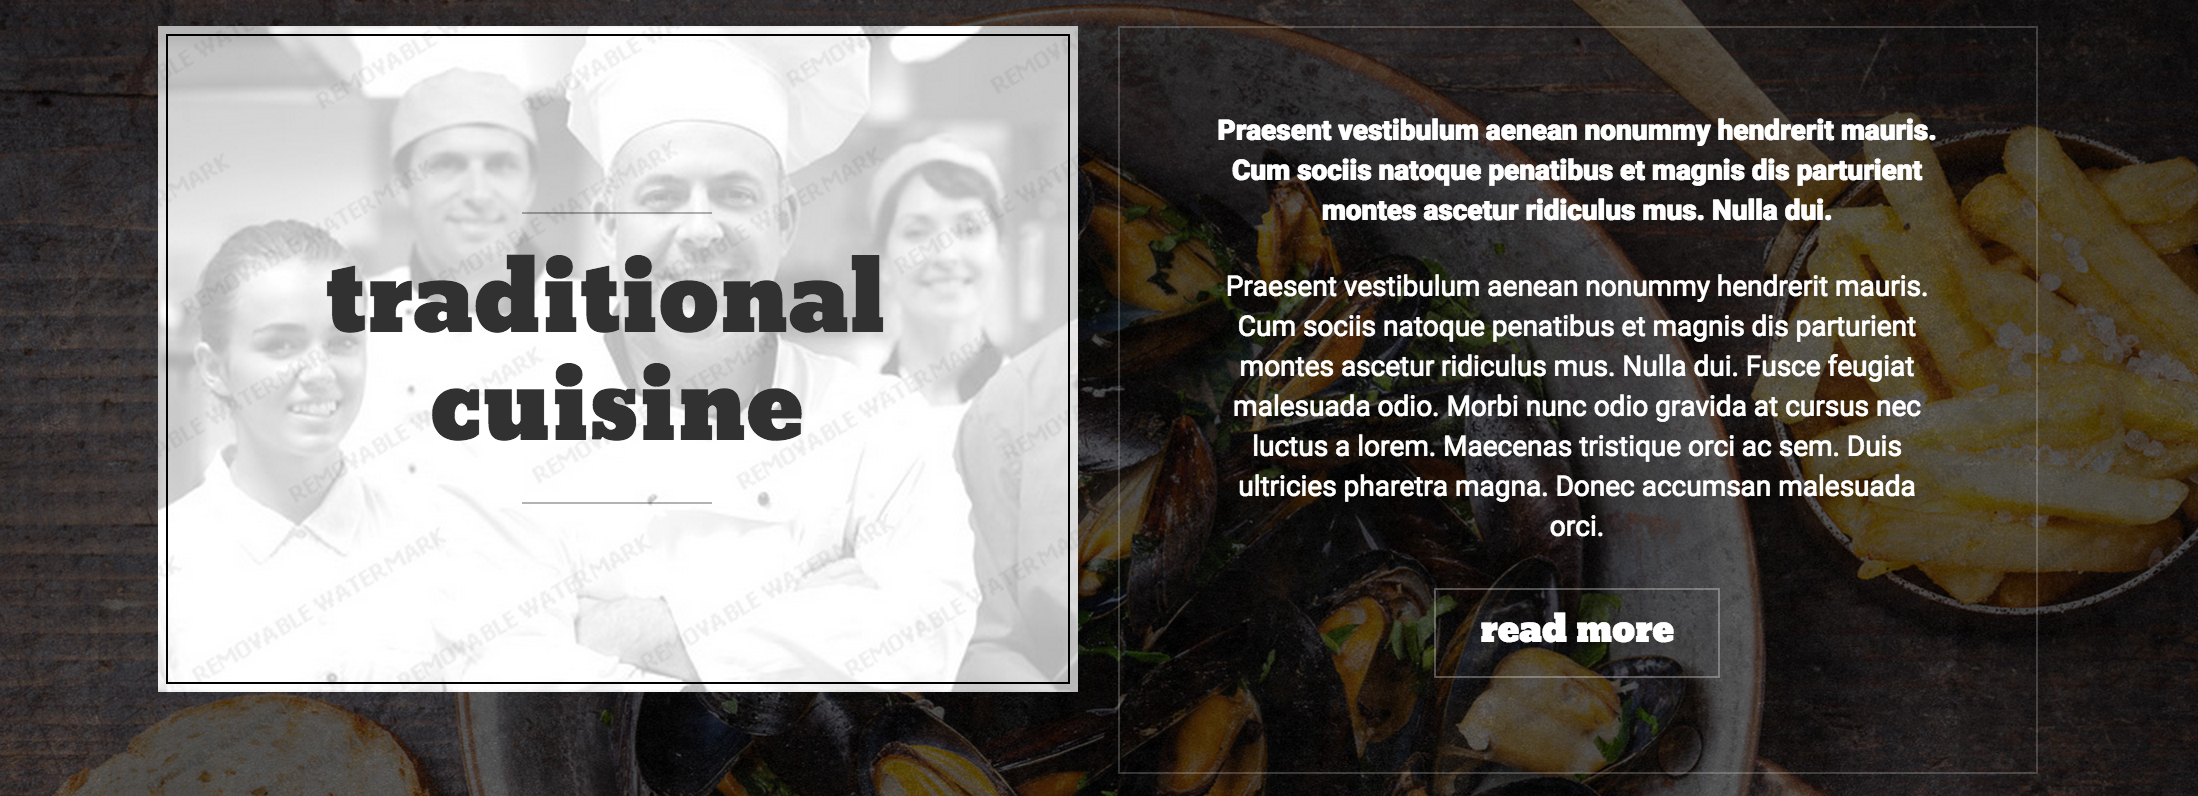 traditional
cuisine
Praesent vestibulum aenean nonummy hendrerit mauris.
Cum sociis natoque penatibus et magnis dis parturient
montes ascetur ridiculus mus. Nulla dui.
Praesent vestibulum aenean nonummy hendrerit mauris.
Cum sociis natoque penatibus et magnis dis parturient
montes ascetur ridiculus mus. Nulla dui. Fusce feugiat
malesuada odio. Morbi nunc odio gravida at cursus nec
luctus a lorem. Maecenas tristique orci ac sem. Duis
ultricies pharetra magna. Donec accumsan malesuada
orci.
read more
REMOVABLE WATERMARK